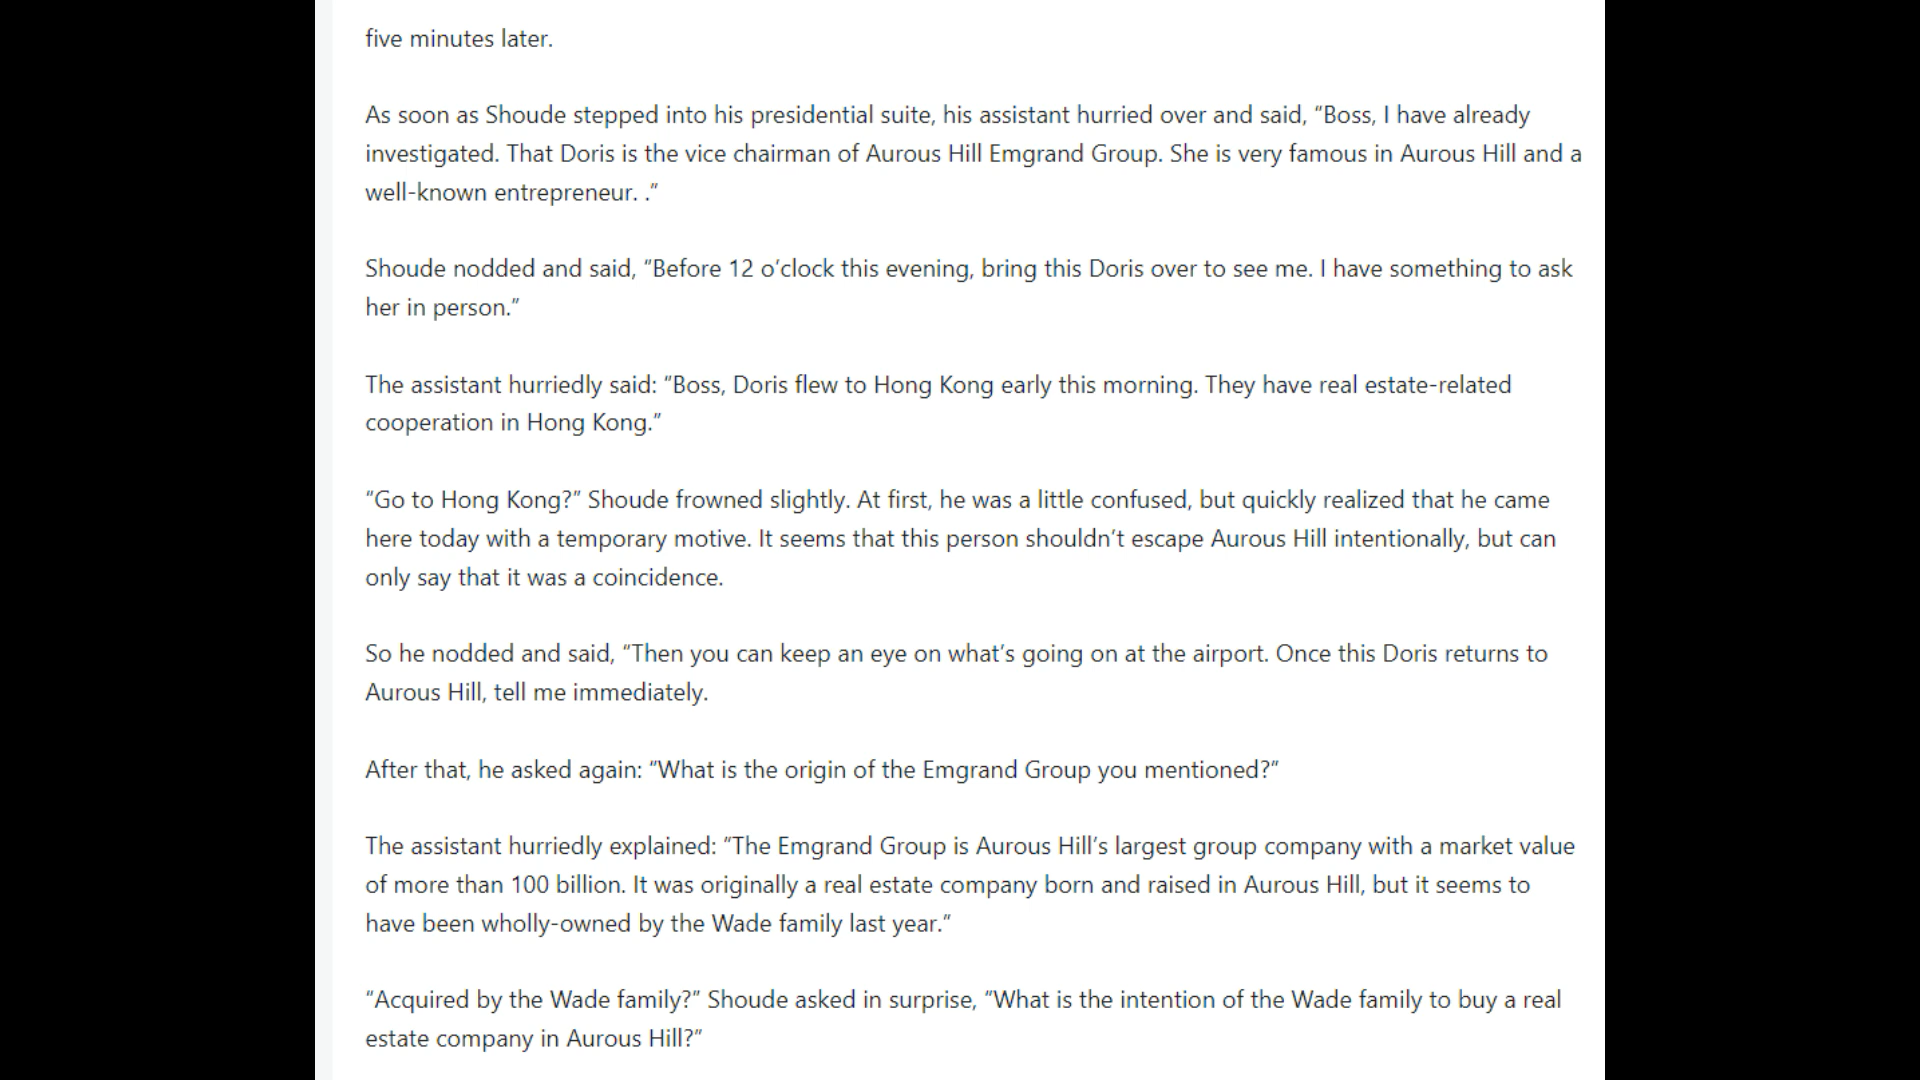 five minutes later.
As soon as Shoude stepped into his presidential suite, his assistant hurried over and said, “Boss, I have already
investigated. That Doris is the vice chairman of Aurous Hill Emgrand Group. She is very famous in Aurous Hill and a
well-known entrepreneur. .”
Shoude nodded and said, “Before 12 o’clock this evening, bring this Doris over to see me. I have something to ask
her in person.”
The assistant hurriedly said: “Boss, Doris flew to Hong Kong early this morning. They have real estate-related
cooperation in Hong Kong.”
“Go to Hong Kong?” Shoude frowned slightly. At first, he was a little confused, but quickly realized that he came
here today with a temporary motive. It seems that this person shouldn’t escape Aurous Hill intentionally, but can
only say that it was a coincidence.
So he nodded and said, “Then you can keep an eye on what’s going on at the airport. Once this Doris returns to
Aurous Hill, tell me immediately.
After that, he asked again: “What is the origin of the Emgrand Group you mentioned?”
The assistant hurriedly explained: “The Emgrand Group is Aurous Hill’s largest group company with a market value
of more than 100 billion. It was originally a real estate company born and raised in Aurous Hill, but it seems to
have been wholly-owned by the Wade family last year.”
“Acquired by the Wade family?” Shoude asked in surprise, “What is the intention of the Wade family to buy a real
estate company in Aurous Hill?”